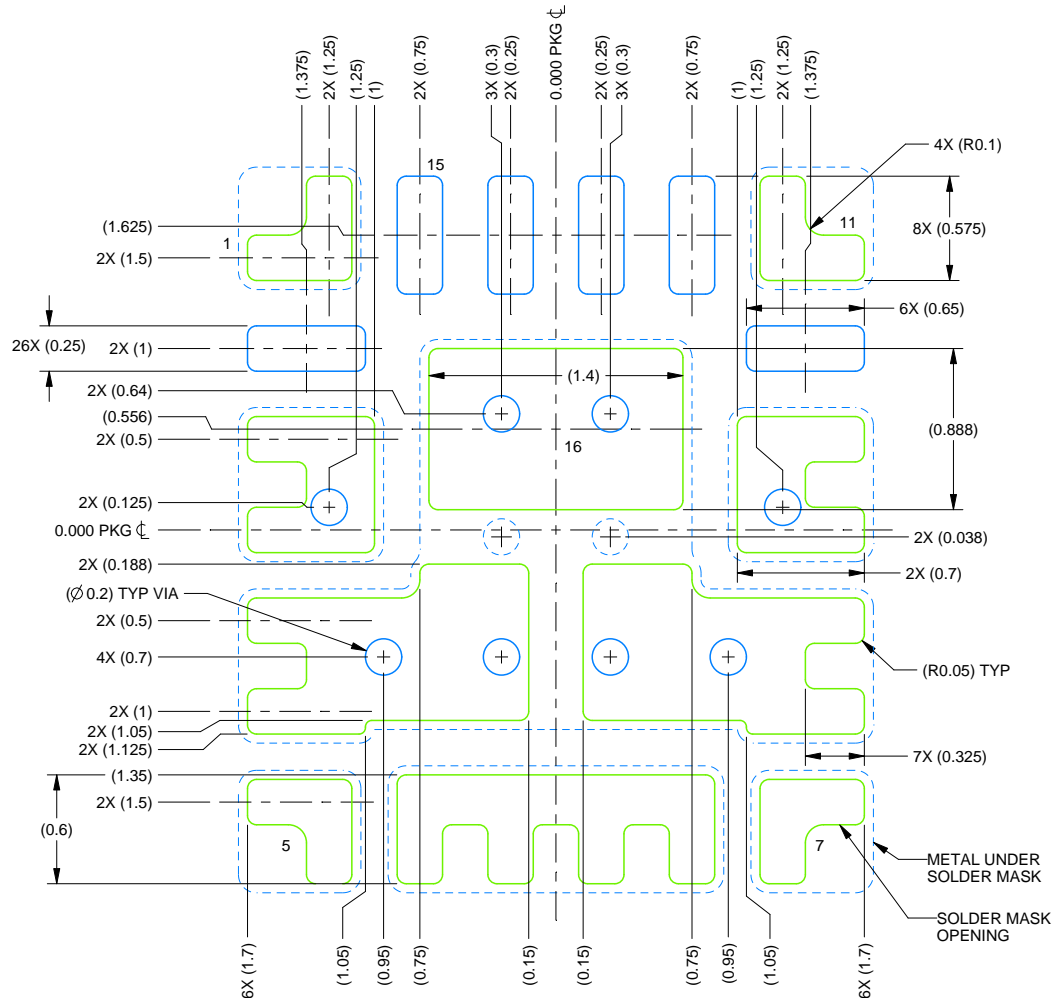 (1.375)
2X (1.25)
(1.25)
(1)
2X (0.75)
3X (0.3)
2X (0.25)
0.000 PKG ℄
2X (0.25)
3X (0.3)
2X (0.75)
(1)
(1.25)
2X (1.25)
(1.375)
4X (R0.1)
15
(1.625)
1
11
8X (0.575)
2X (1.5)
6X (0.65)
26X (0.25)
2X (1)
(1.4)
2X (0.64)
(0.556)
2X (0.5)
16
(0.888)
2X (0.125)
0.000 PKG ℄
2X (0.038)
2X (0.188)
2X (0.7)
(Ø 0.2) TYP VIA
2X (0.5)
4X (0.7)
(R0.05) TYP
2X (1)
2X (1.05)
2X (1.125)
7X (0.325)
(1.35)
2X (1.5)
(0.6)
5
7
METAL UNDER
SOLDER MASK
SOLDER MASK
OPENING
6X (1.7)
(1.05)
(0.95)
(0.75)
(0.15)
(0.15)
(0.75)
(0.95)
(1.05)
6X (1.7)